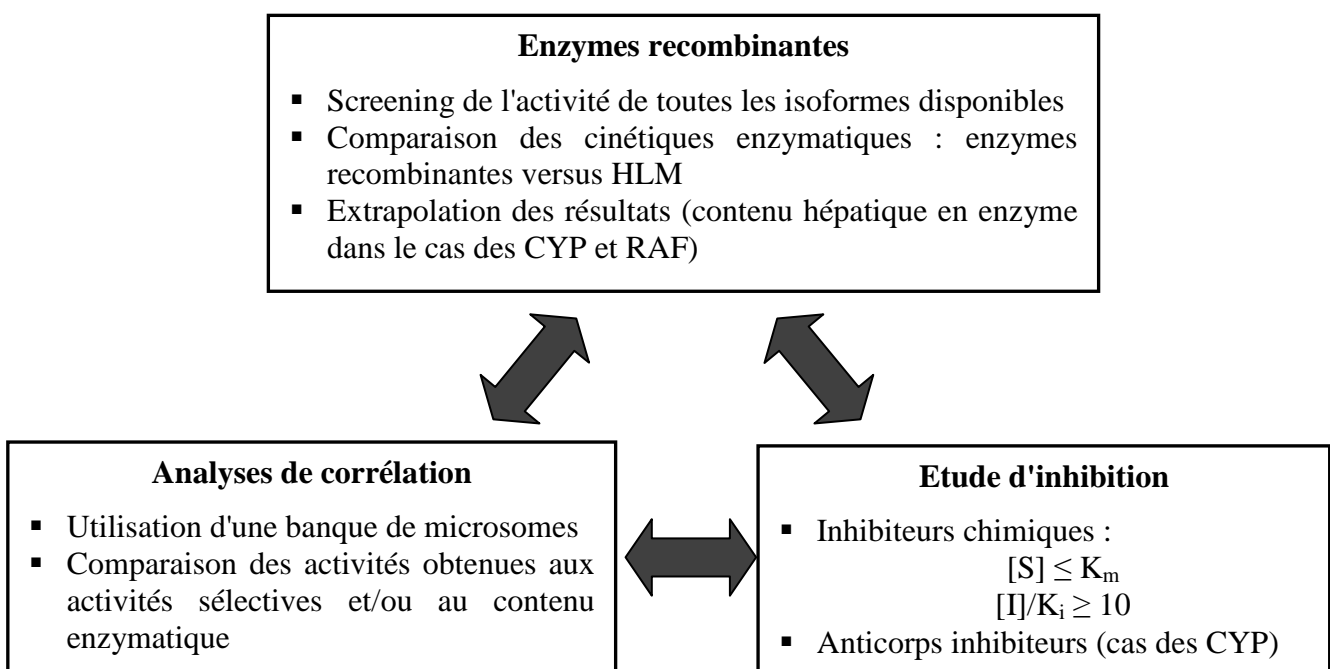 Enzymes recombinantes
▪ Screening de l'activité de toutes les isoformes disponibles
▪ Comparaison des cinétiques enzymatiques : enzymes
recombinantes versus HLM
▪ Extrapolation des résultats (contenu hépatique en enzyme
dans le cas des CYP et RAF)
Analyses de corrélation
▪ Utilisation d'une banque de microsomes
▪ Comparaison des activités obtenues aux
activités sélectives et/ou au contenu
enzymatique
Etude d'inhibition
▪ Inhibiteurs chimiques :
[S] ≤ Km
[I]/Ki ≥ 10
▪ Anticorps inhibiteurs (cas des CYP)